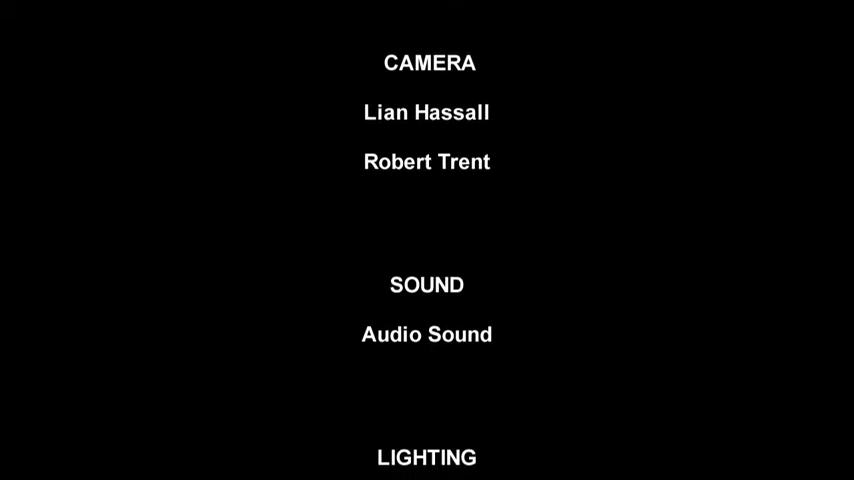 CAMERA
Lian Hassall
Robert Trent
SOUND
Audio Sound
LIGHTING